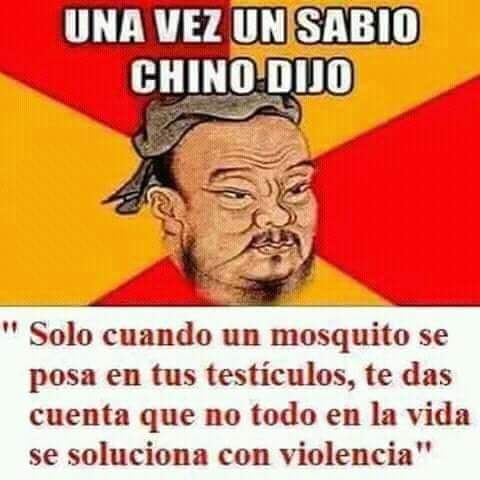 UNA VEZ UN SABIO
CHINO DIJO
" Solo cuando un mosquito se
posa en tus testículos, te das
cuenta que no todo en la vida
se soluciona con violencia"